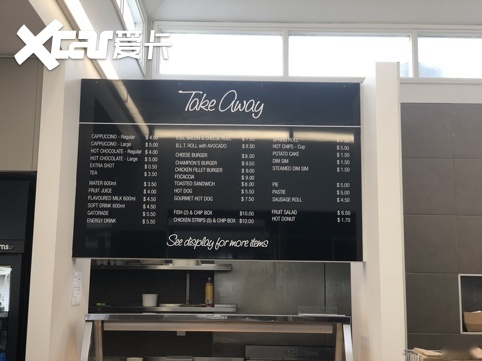 XCar爱卡
Take Away
CAPPUCCINO - Regular $ 4.00
CAPPUCCINO - Large $ 5.00
HOT CHOCOLATE - Regular $ 4.00
HOT CHOCOLATE - Large $ 5.00
EXTRA SHOT $ 0.50
TEA $ 3.50
WATER 600ml $ 3.50
FRUIT JUICE $ 4.00
FLAVOURED MILK 600ml $ 4.50
SOFT DRINK 600ml $ 4.50
GATORADE $ 5.50
ENERGY DRINK $ 5.50
B.L.T. ROLL with AVOCADO $ 8.50
CHEESE BURGER $ 8.00
CHAMPION'S BURGER $ 9.50
CHICKEN FILLET BURGER $ 9.00
FOCACCIA $ 9.00
TOASTED SANDWICH $ 8.00
HOT DOG $ 5.50
GOURMET HOT DOG $ 7.50
FISH (2) & CHIP BOX $10.00
CHICKEN STRIPS (5) & CHIP BOX $10.00
HOT CHIPS - Cup $ 5.50
POTATO CAKE $ 1.50
DIM SIM $ 1.50
STEAMED DIM SIM $ 1.50
PIE $ 5.00
PASTIE $ 5.00
SAUSAGE ROLL $ 4.50
FRUIT SALAD $ 6.50
HOT DONUT $ 1.70
See display for more items